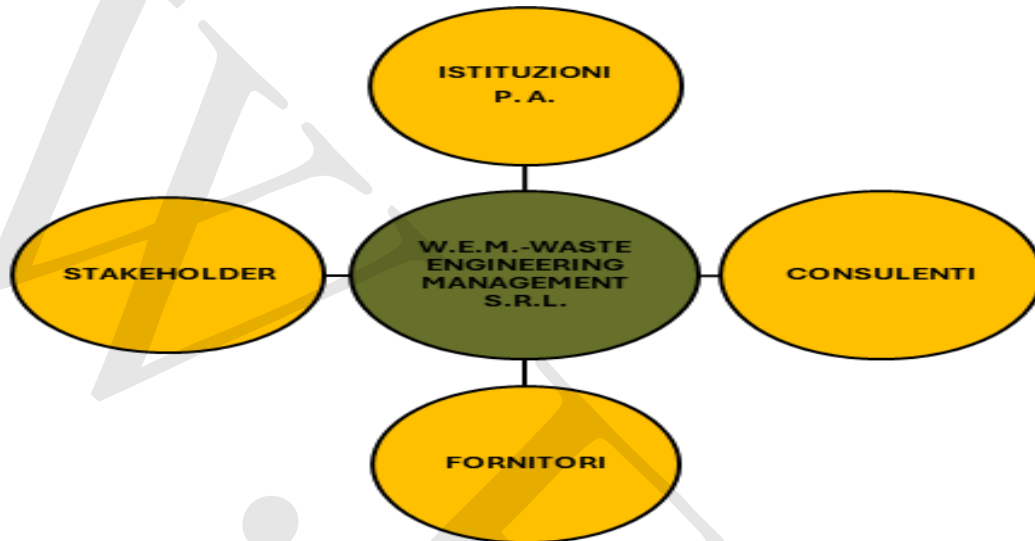 ISTITUZIONI
P. A.
STAKEHOLDER
W.E.M.-WASTE
ENGINEERING
MANAGEMENT
S.R.L.
CONSULENTI
FORNITORI